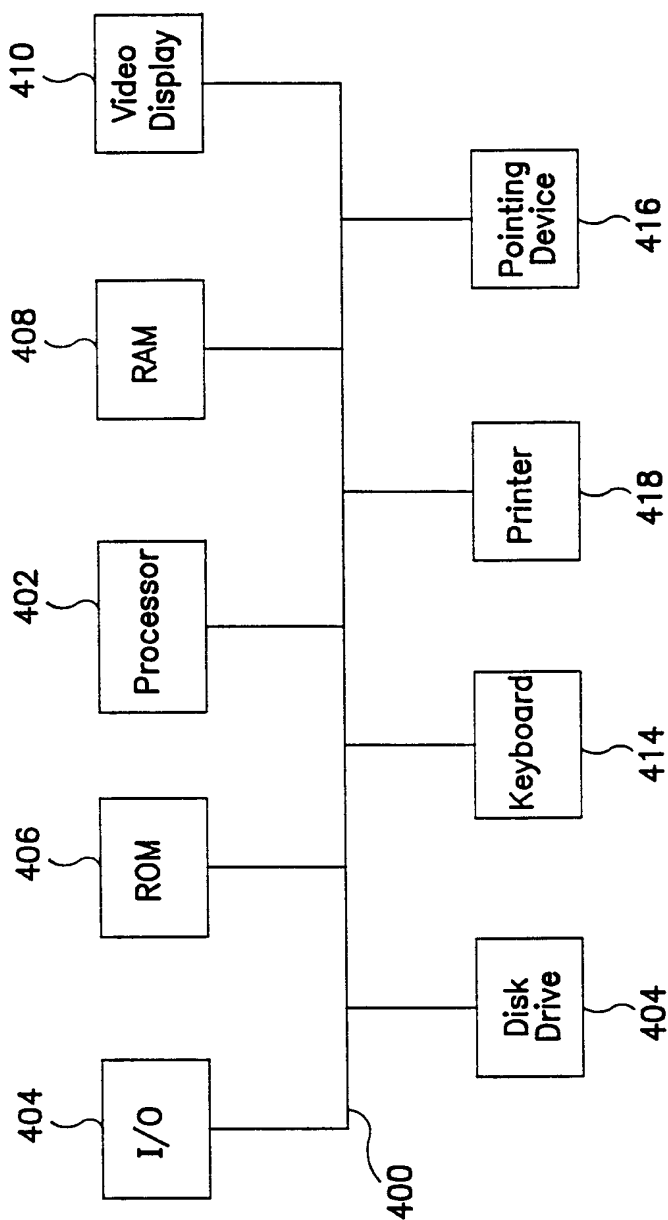 404
406
402
408
410
I/O
ROM
Processor
RAM
Video
Display
400
Disk
Drive
Keyboard
Printer
Pointing
Device
404
414
418
416